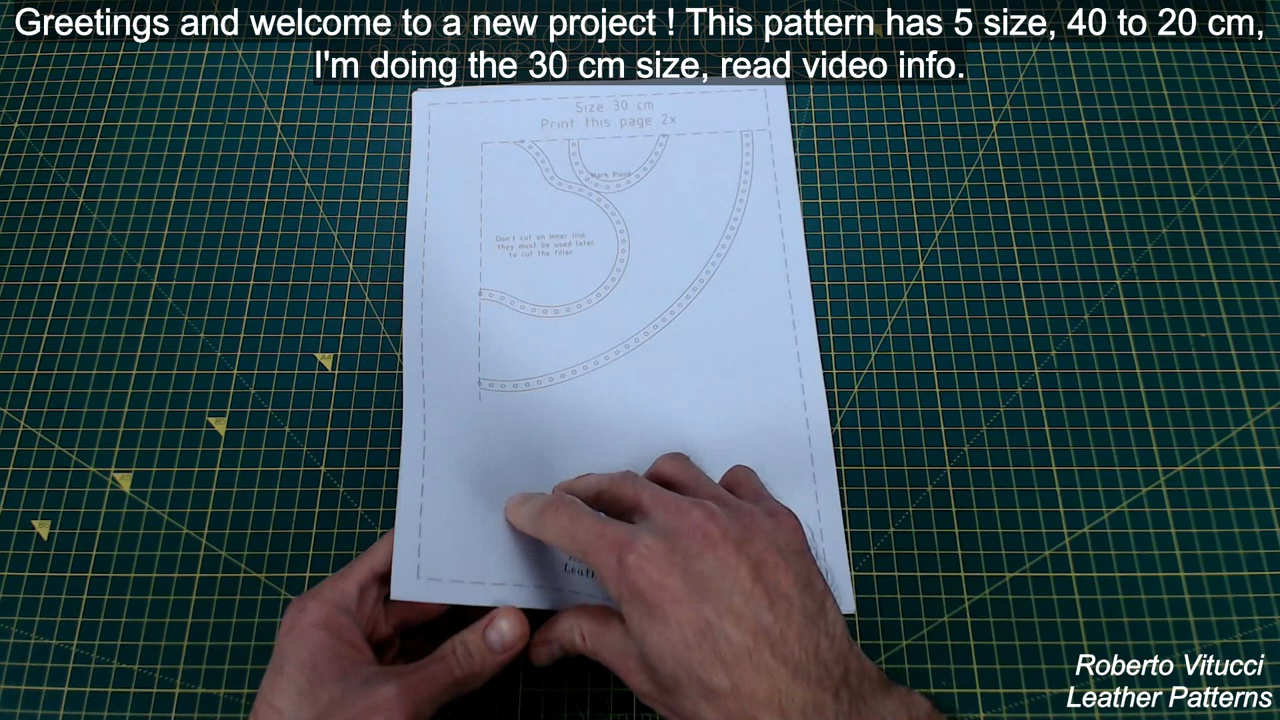 Greetings and welcome to a new project ! This pattern has 5 size, 40 to 20 cm,
I'm doing the 30 cm size, read video info.
Size 30 cm
Print this page 2x
Mark Point
Don't cut on inner line
they must be used later
to cut the filler
A4
Roberto Vitucci
Leather Patterns